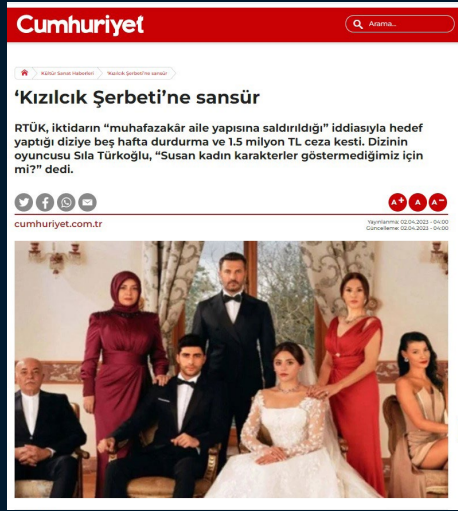 Cumhuriyet
Arama...
Kültür Sanat Haberleri
'Kızılcık Şerbeti'ne sansür
'Kızılcık Şerbeti'ne sansür
RTÜK, iktidarın "muhafazakâr aile yapısına saldırıldığı" iddiasıyla hedef
yaptığı diziye beş hafta durdurma ve 1.5 milyon TL ceza kesti. Dizinin
oyuncusu Sıla Türkoğlu, "Susan kadın karakterler göstermediğimiz için
mi?" dedi.
A+ A A-
cumhuriyet.com.tr
Yayınlanma: 02.04.2023 - 04:00
Güncelleme: 02.04.2023 - 04:00